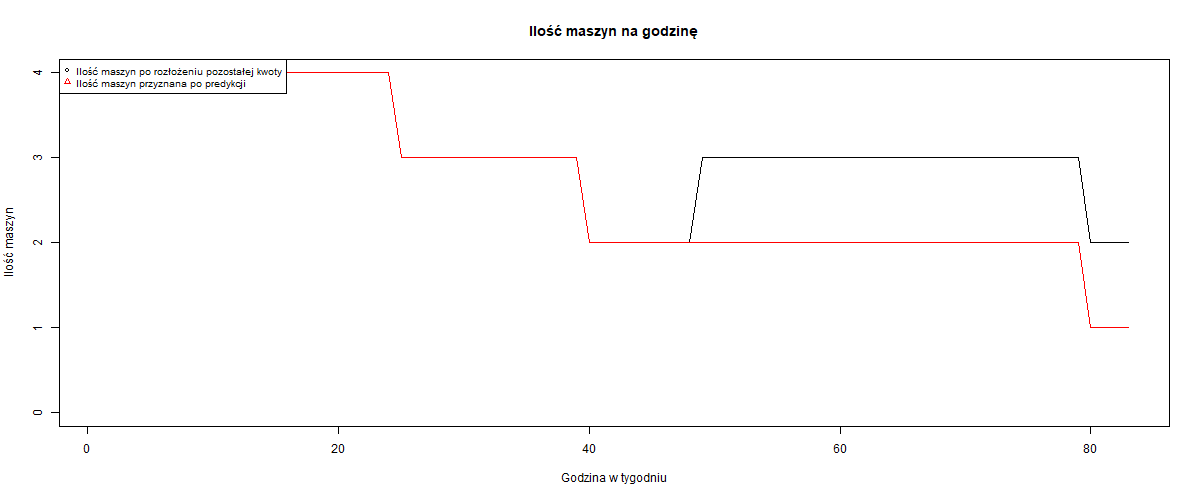 Ilość maszyn na godzinę
Ilość maszyn po rozłożeniu pozostałej kwoty
Ilość maszyn przyznana po predykcji
4
3
2
1
0
Ilość maszyn
0 20 40 60 80
Godzina w tygodniu